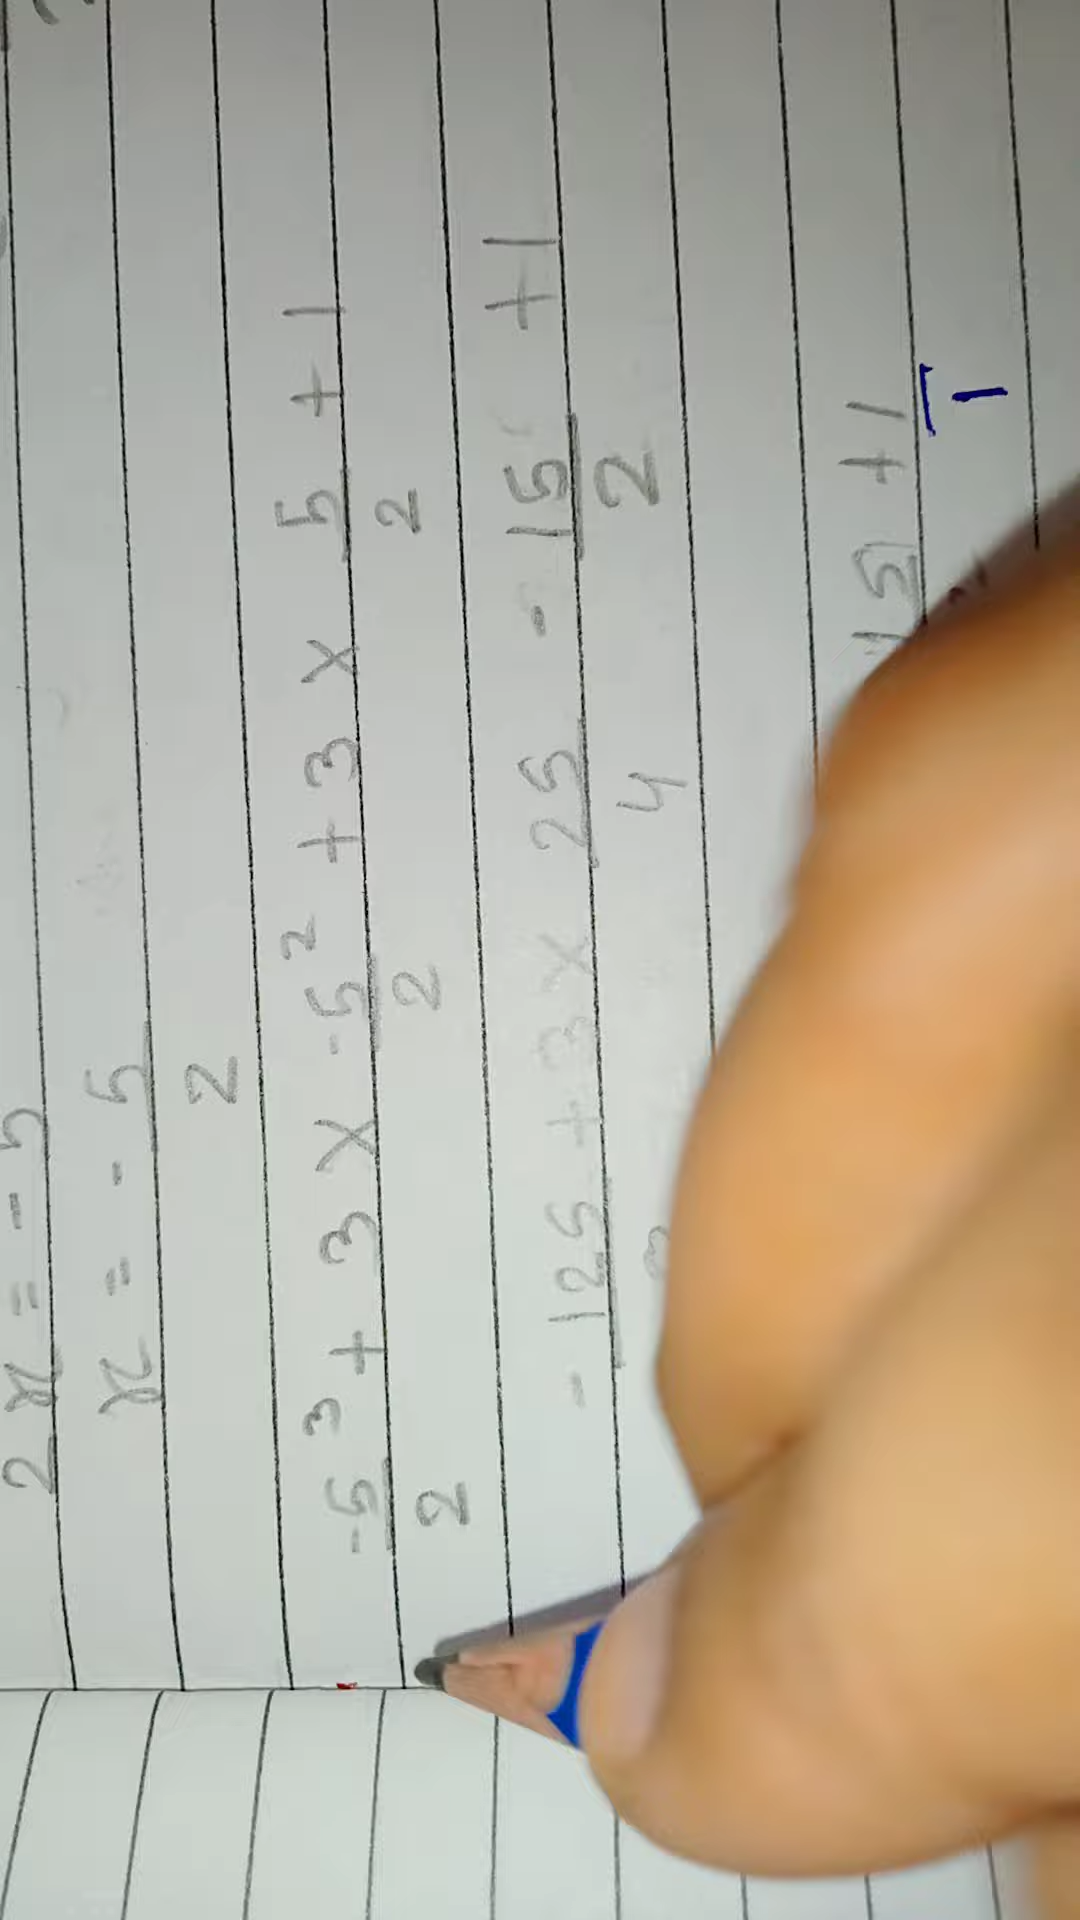 2x = -5
x = - 5/2
-5/2 ³ + 3 x -5/2 ² + 3 x 5/2 + 1
- 125 + 3 x 25/4 - 15/2 + 1
15 + 1
1